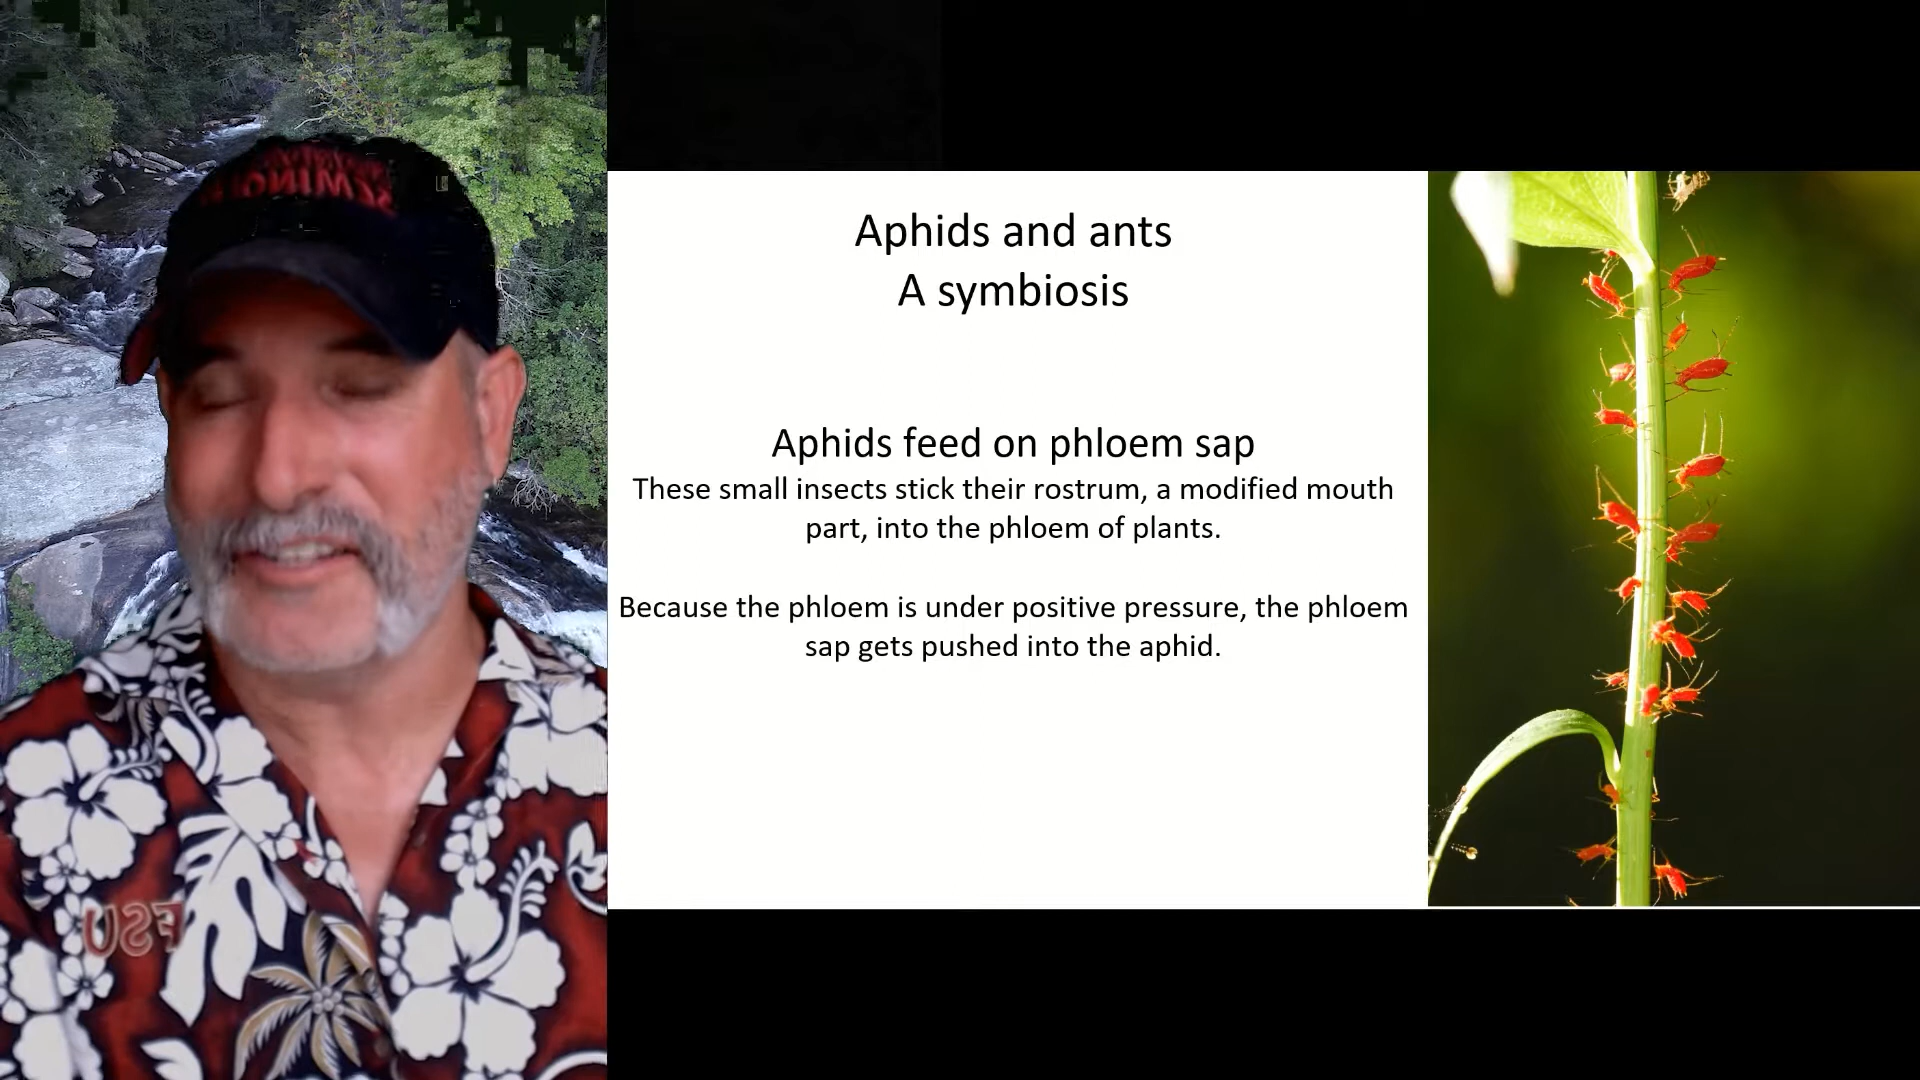 Aphids and ants
A symbiosis
Aphids feed on phloem sap
These small insects stick their rostrum, a modified mouth
part, into the phloem of plants.
Because the phloem is under positive pressure, the phloem
sap gets pushed into the aphid.
FSU